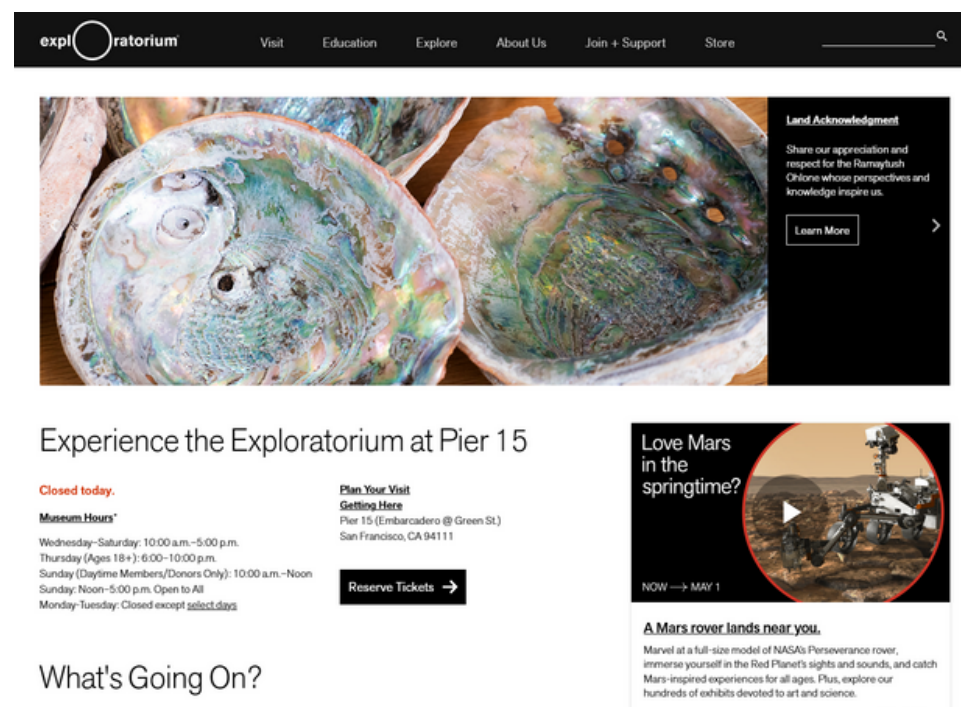 expl ratorium
Visit
Education
Explore
About Us
Join + Support
Store
Land Acknowledgment
Share our appreciation and
respect for the Ramaytush
Ohlone whose perspectives and
knowledge inspire us.
Learn More
Experience the Exploratorium at Pier 15
Closed today.
Museum Hours*
Wednesday–Saturday: 10:00 a.m.–5:00 p.m.
Thursday (Ages 18+): 6:00–10:00 p.m.
Sunday (Daytime Members/Donors Only): 10:00 a.m.–Noon
Sunday: Noon–5:00 p.m. Open to All
Monday-Tuesday: Closed except select days
Plan Your Visit
Getting Here
Pier 15 (Embarcadero @ Green St.)
San Francisco, CA 94111
Reserve Tickets →
Love Mars
in the
springtime?
NOW → MAY 1
A Mars rover lands near you.
Marvel at a full-size model of NASA's Perseverance rover,
immerse yourself in the Red Planet's sights and sounds, and catch
Mars-inspired experiences for all ages. Plus, explore our
hundreds of exhibits devoted to art and science.
What's Going On?